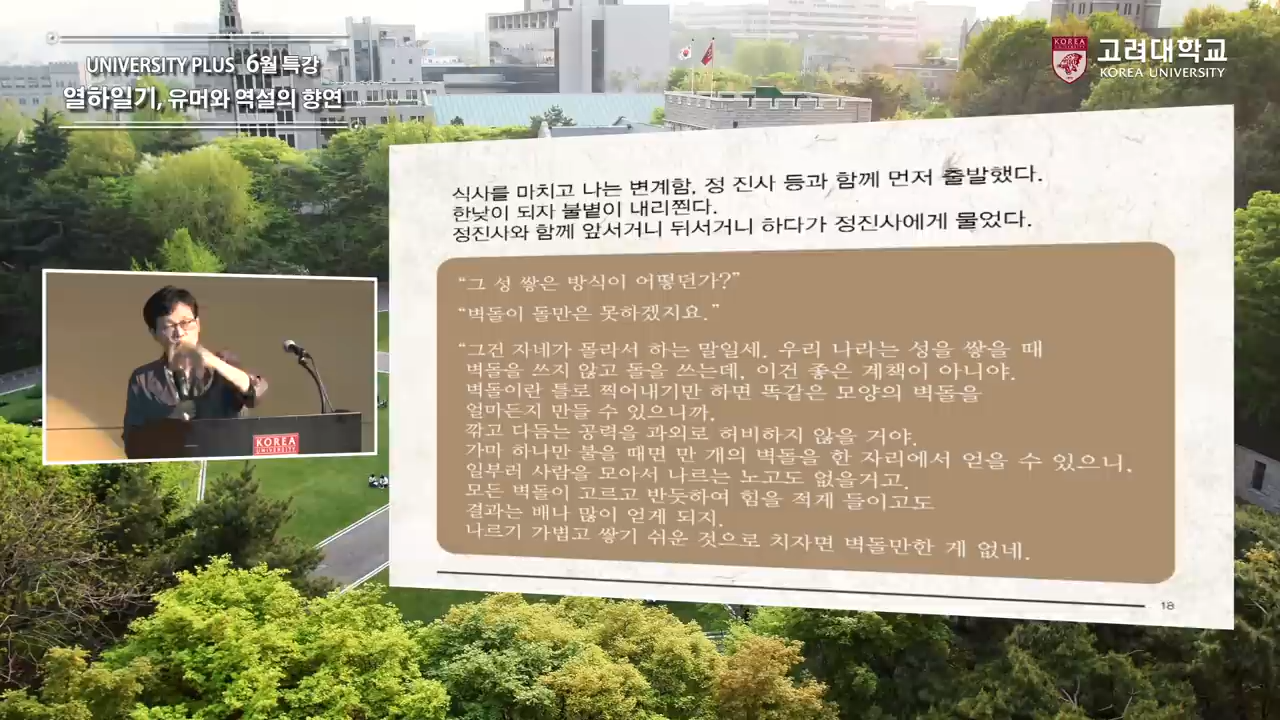 UNIVERSITY PLUS 6월 특강
열하일기, 유머와 역설의 향연
KOREA UNIVERSITY
고려대학교
KOREA UNIVERSITY
식사를 마치고 나는 변계함, 정 진사 등과 함께 먼저 출발했다.
한낮이 되자 불볕이 내리쬔다.
정진사와 함께 앞서거니 뒤서거니 하다가 정진사에게 물었다.
“그 성 쌓은 방식이 어떻던가?”
“벽돌이 돌만은 못하겠지요.”
“그건 자네가 몰라서 하는 말일세. 우리 나라는 성을 쌓을 때
벽돌을 쓰지 않고 돌을 쓰는데, 이건 좋은 계책이 아니야.
벽돌이란 틀로 찍어내기만 하면 똑같은 모양의 벽돌을
얼마든지 만들 수 있으니까,
깎고 다듬는 공력을 과외로 허비하지 않을 거야.
가마 하나만 불을 때면 만 개의 벽돌을 한 자리에서 얻을 수 있으니,
일부러 사람을 모아서 나르는 노고도 없을거고.
모든 벽돌이 고르고 반듯하여 힘을 적게 들이고도
결과는 배나 많이 얻게 되지.
나르기 가볍고 쌓기 쉬운 것으로 치자면 벽돌만한 게 없네.
18
KOREA
UNIVERSITY